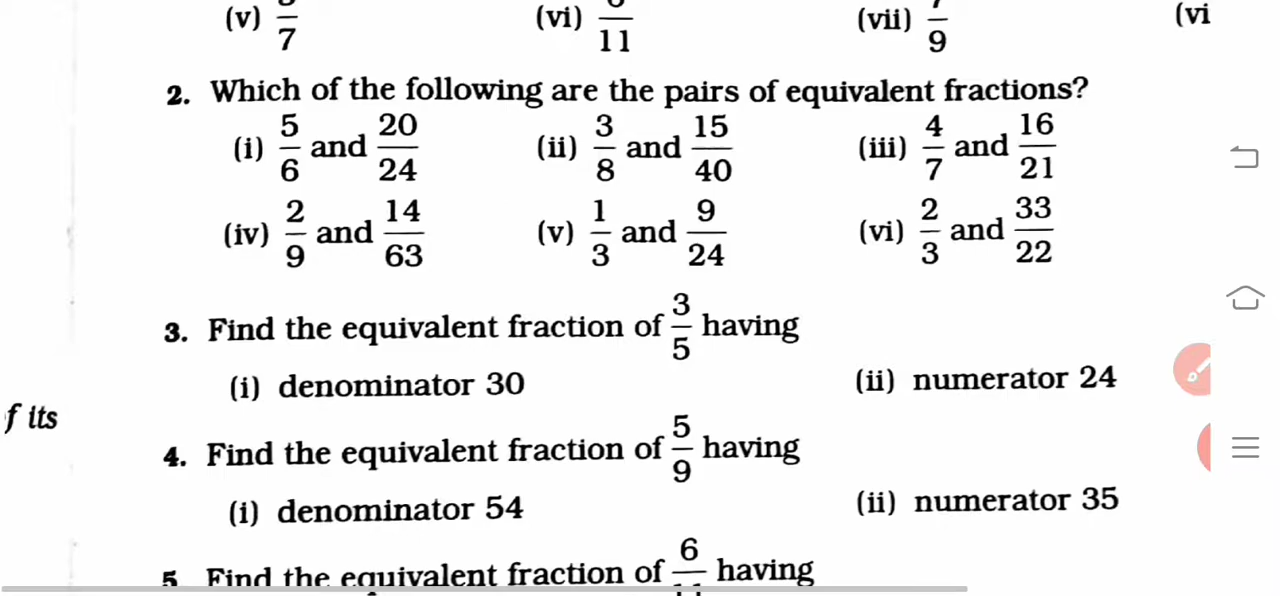 (v) /7 (vi) /11 (vii) /9 (vi
2. Which of the following are the pairs of equivalent fractions?
(i) 5/6 and 20/24 (ii) 3/8 and 15/40 (iii) 4/7 and 16/21
(iv) 2/9 and 14/63 (v) 1/3 and 9/24 (vi) 2/3 and 33/22
3. Find the equivalent fraction of 3/5 having
(i) denominator 30 (ii) numerator 24
f its
4. Find the equivalent fraction of 5/9 having
(i) denominator 54 (ii) numerator 35
5 Find the equivalent fraction of 6/ having